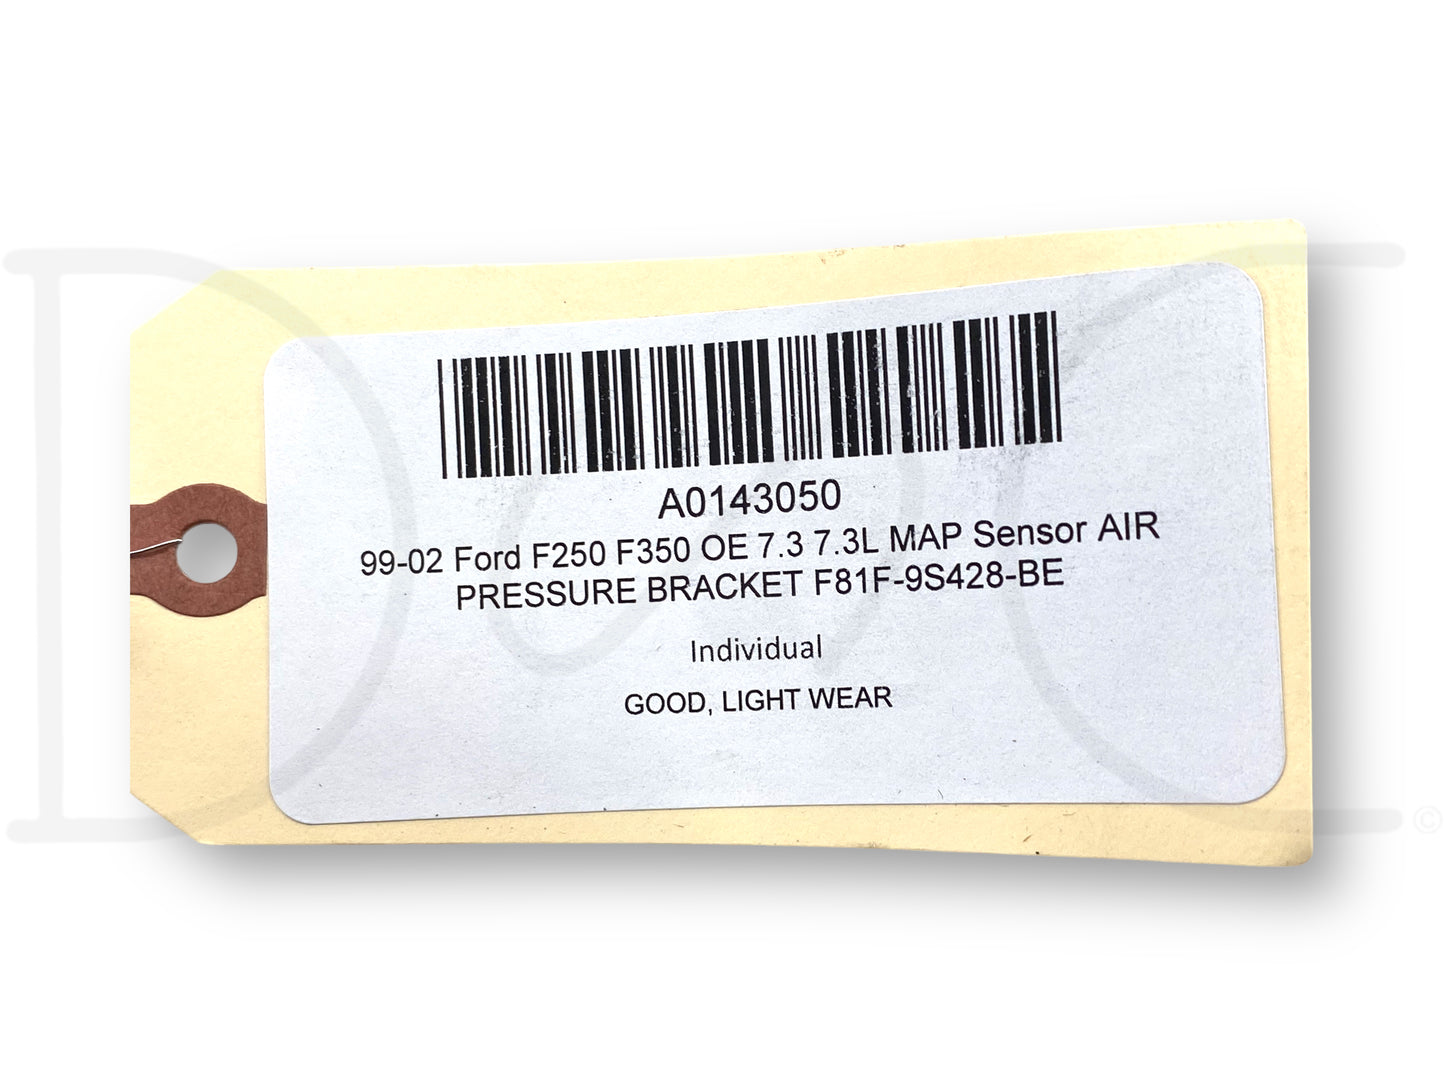 A0143050
99-02 Ford F250 F350 OE 7.3 7.3L MAP Sensor AIR
PRESSURE BRACKET F81F-9S428-BE
Individual
GOOD, LIGHT WEAR
©